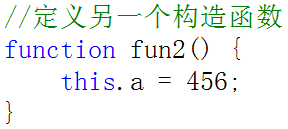 //定义另一个构造函数
function fun2() {
    this.a = 456;
}